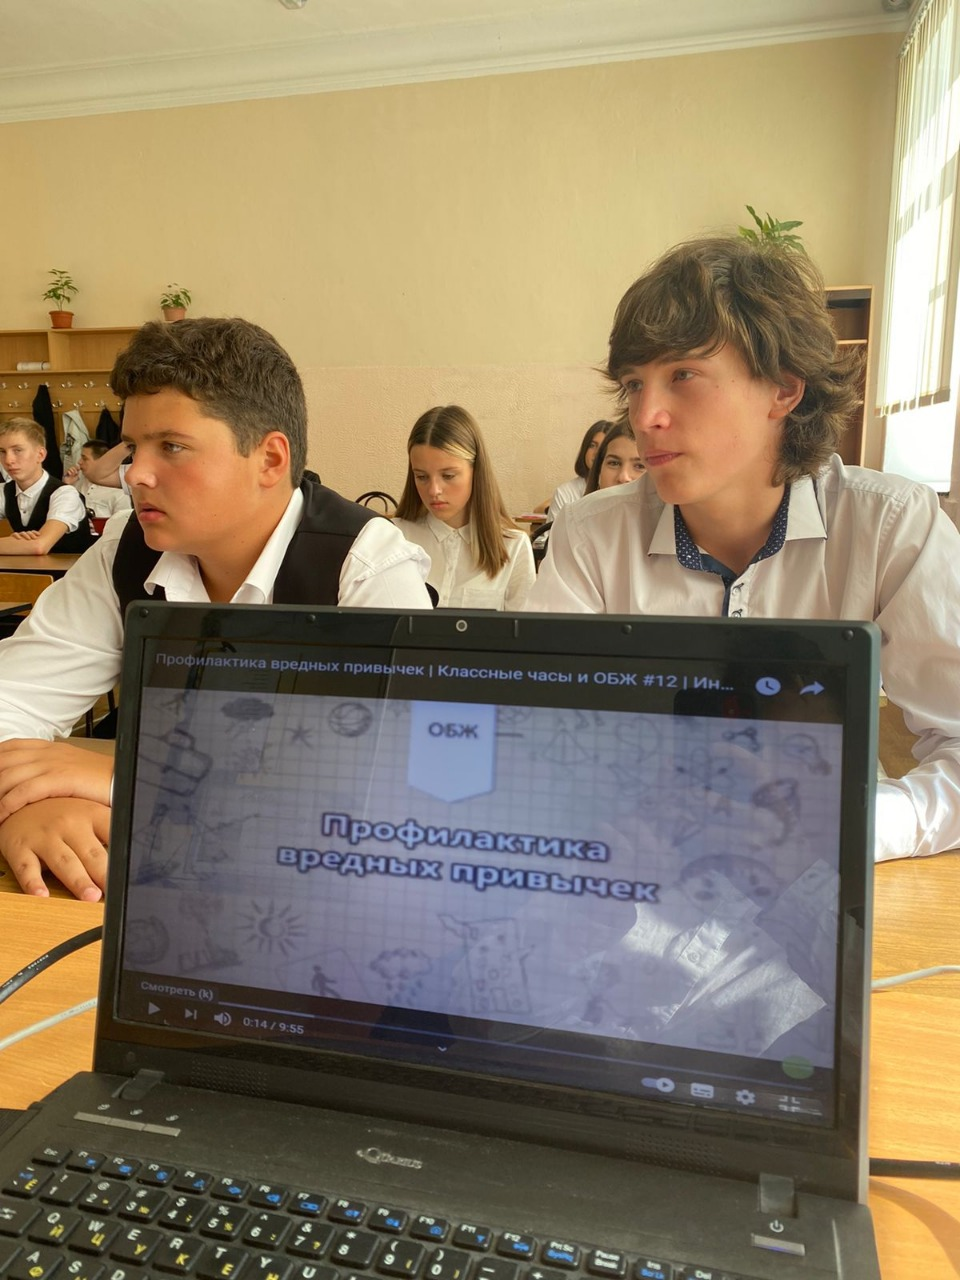 Профилактика вредных привычек | Классные часы и ОБЖ #12 | Ин...
ОБЖ
Профилактика
вредных привычек
Смотреть (k)
0:14 / 9:55